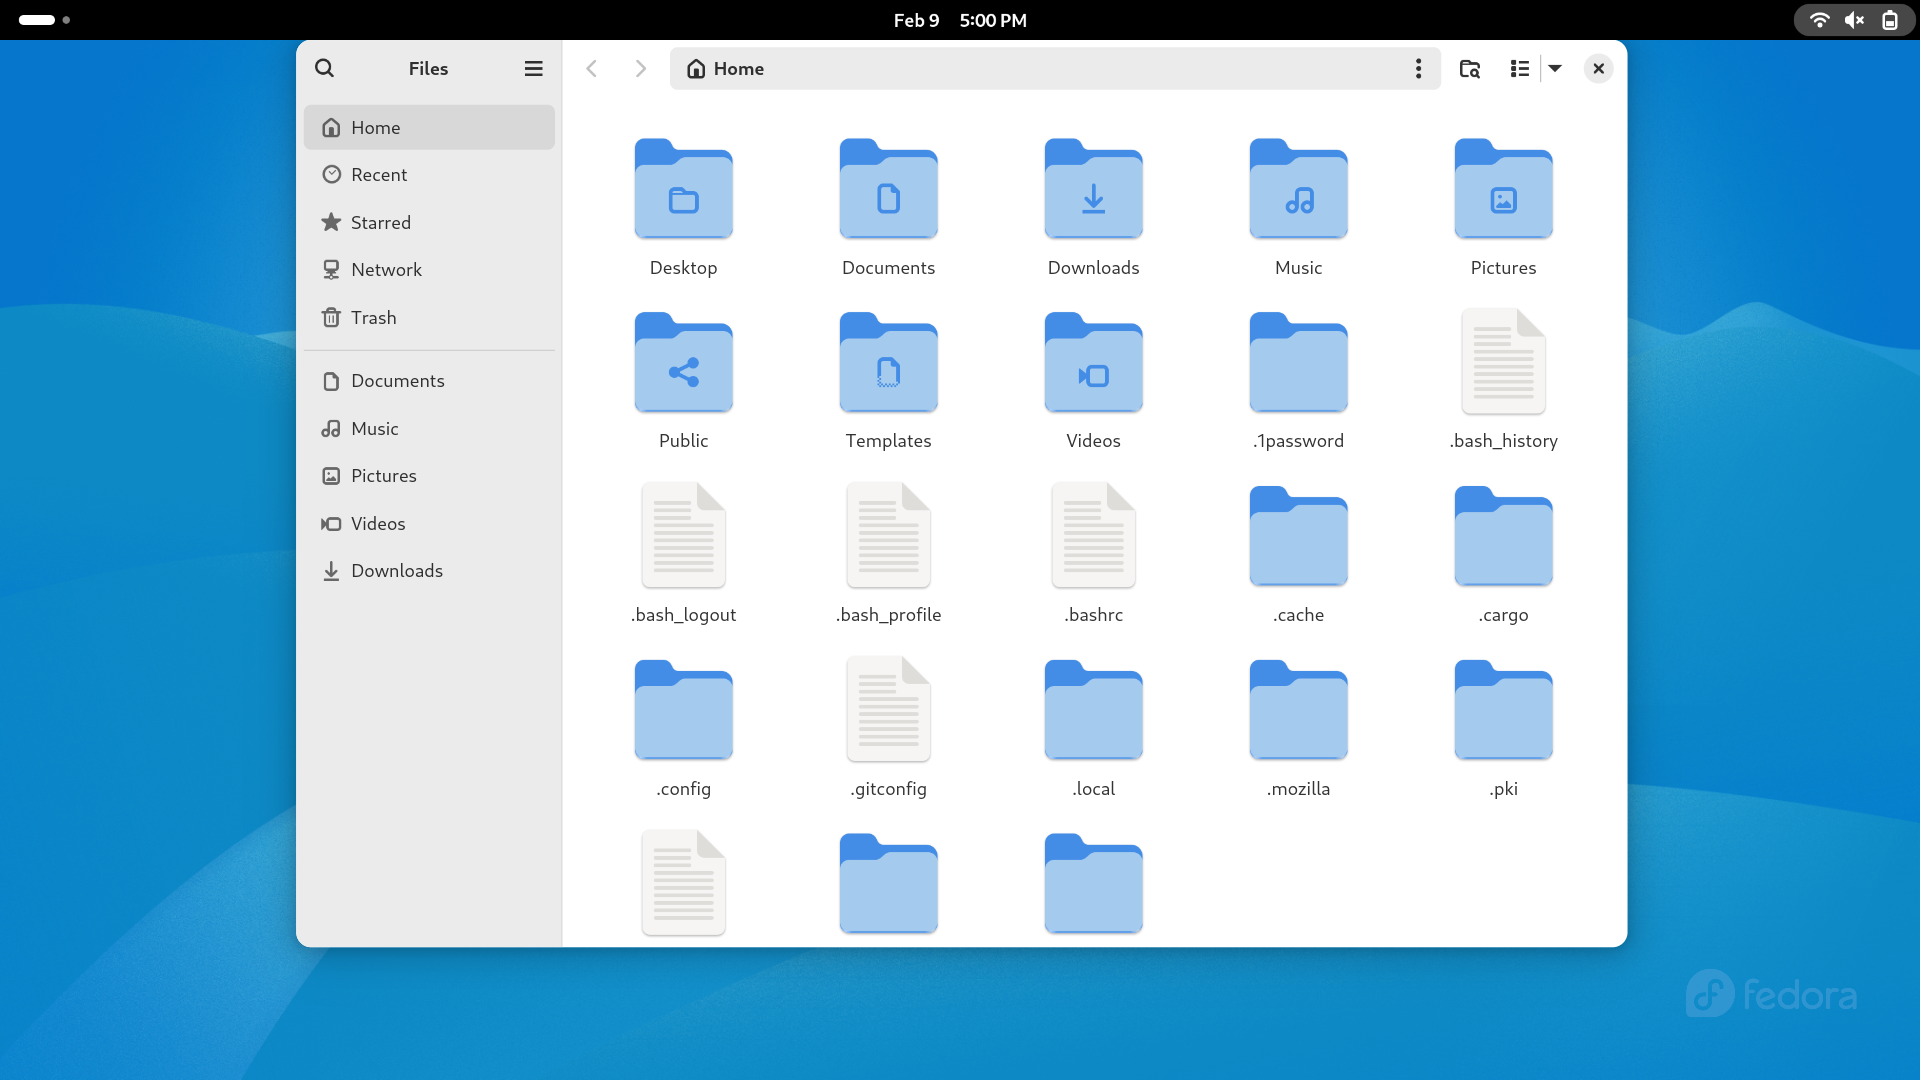 Feb 9 5:00 PM
Files
Home
Home
Recent
Starred
Network
Trash
Documents
Music
Pictures
Videos
Downloads
Desktop
Documents
Downloads
Music
Pictures
Public
Templates
Videos
.1password
.bash_history
.bash_logout
.bash_profile
.bashrc
.cache
.cargo
.config
.gitconfig
.local
.mozilla
.pki
fedora